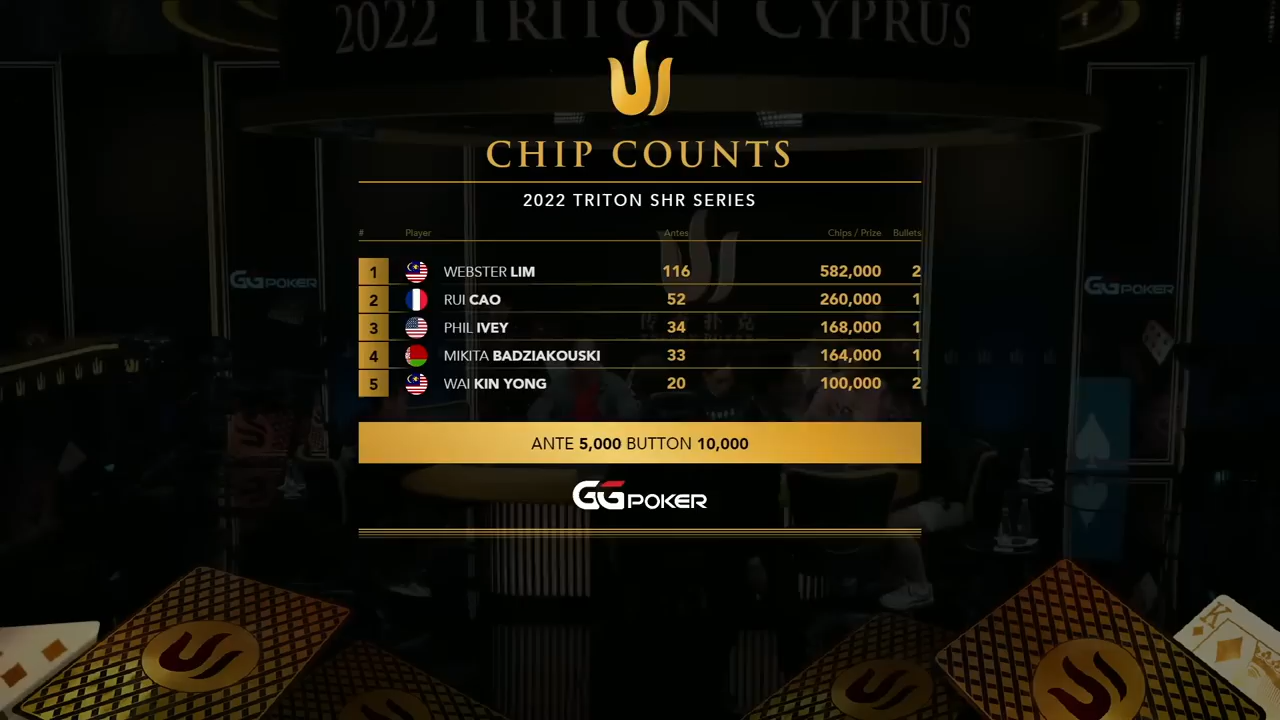 2022 TRITON CYPRUS
CHIP COUNTS
2022 TRITON SHR SERIES
# Player Antes Chips / Prize Bullets
1 WEBSTER LIM 116 582,000 2
2 RUI CAO 52 260,000 1
3 PHIL IVEY 34 168,000 1
4 MIKITA BADZIAKOUSKI 33 164,000 1
5 WAI KIN YONG 20 100,000 2
GGPOKER
GGPOKER
ANTE 5,000 BUTTON 10,000
GGPOKER
K